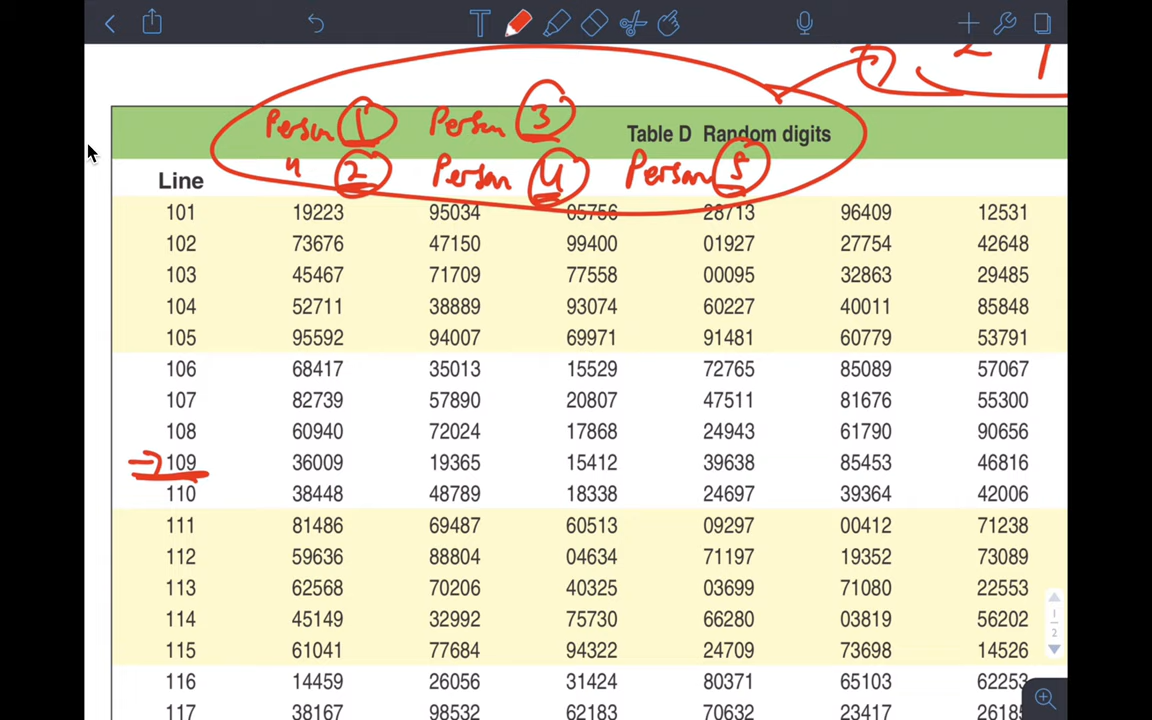 2 1
Person 1 Person 3 Table D Random digits
" 2 Person 4 Person 5
Line
101 19223 95034 05756 28713 96409 12531
102 73676 47150 99400 01927 27754 42648
103 45467 71709 77558 00095 32863 29485
104 52711 38889 93074 60227 40011 85848
105 95592 94007 69971 91481 60779 53791
106 68417 35013 15529 72765 85089 57067
107 82739 57890 20807 47511 81676 55300
108 60940 72024 17868 24943 61790 90656
→ 109 36009 19365 15412 39638 85453 46816
110 38448 48789 18338 24697 39364 42006
111 81486 69487 60513 09297 00412 71238
112 59636 88804 04634 71197 19352 73089
113 62568 70206 40325 03699 71080 22553
114 45149 32992 75730 66280 03819 56202
115 61041 77684 94322 24709 73698 14526
116 14459 26056 31424 80371 65103 62253
117 38167 98532 62183 70632 23417 26185
1
2